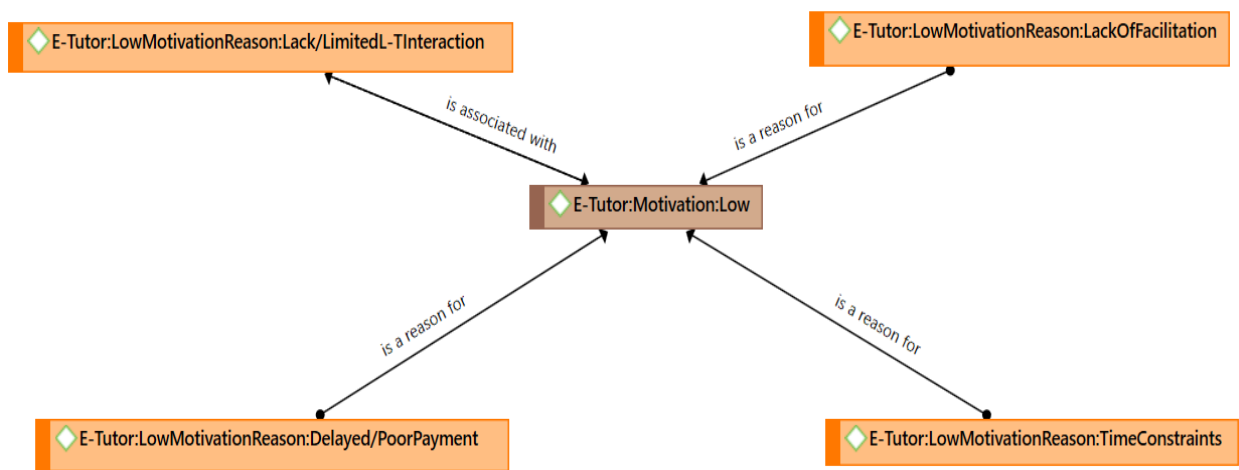 E-Tutor:LowMotivationReason:Lack/LimitedL-TInteraction
E-Tutor:LowMotivationReason:LackOfFacilitation
is associated with
is a reason for
E-Tutor:Motivation:Low
is a reason for
is a reason for
E-Tutor:LowMotivationReason:Delayed/PoorPayment
E-Tutor:LowMotivationReason:TimeConstraints